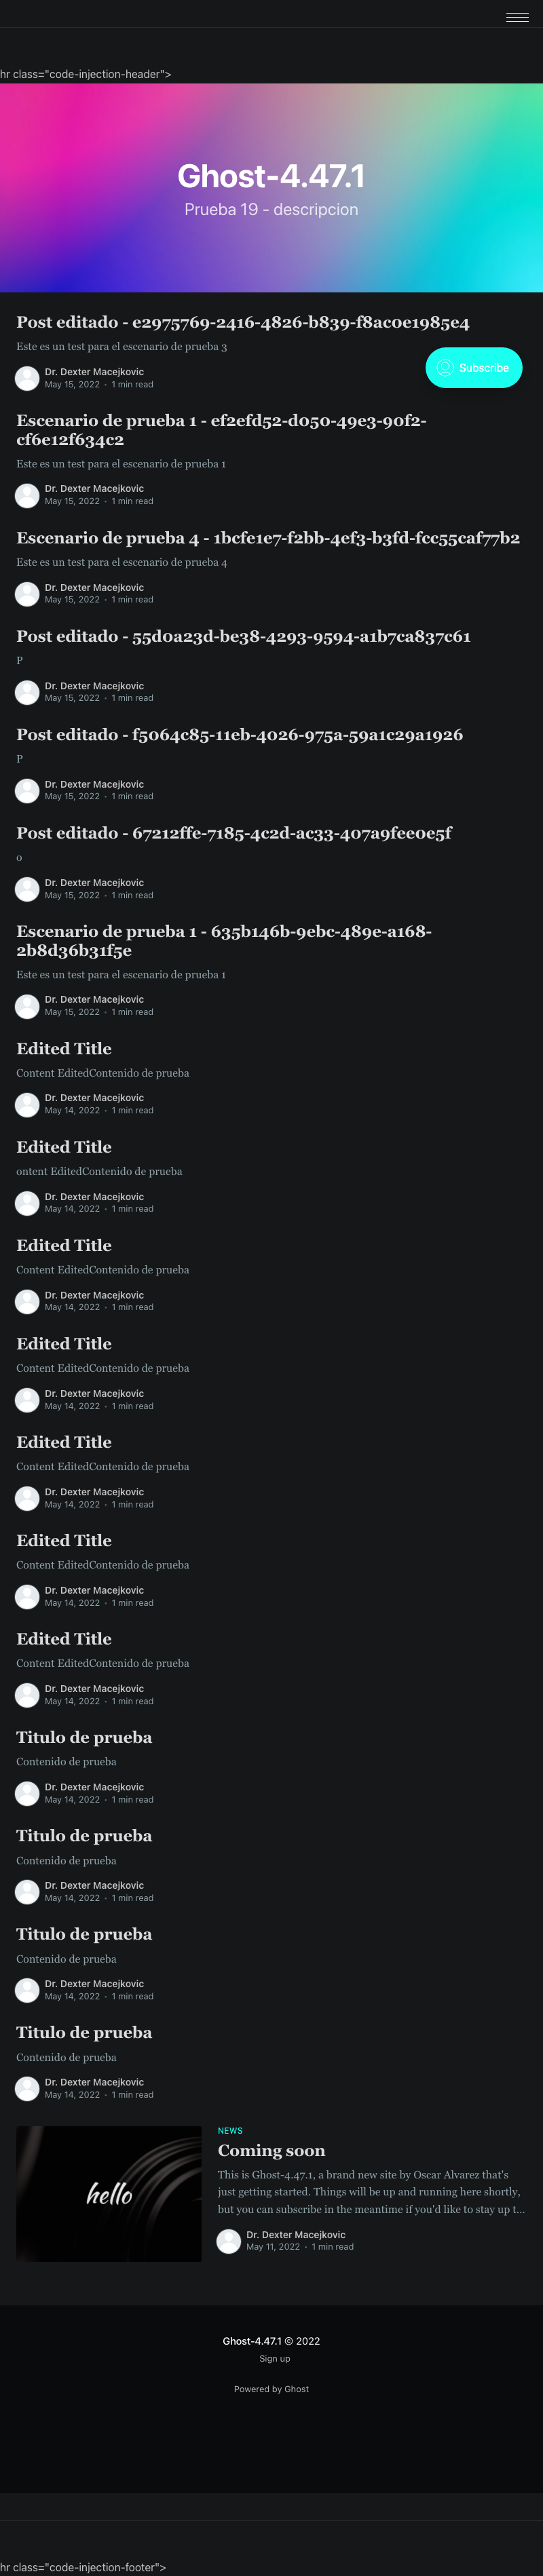 hr class="code-injection-header">
Ghost-4.47.1
Prueba 19 - descripcion
Post editado - e2975769-2416-4826-b839-f8ac0e1985e4
Este es un test para el escenario de prueba 3
Dr. Dexter Macejkovic
May 15, 2022 • 1 min read
Subscribe
Escenario de prueba 1 - ef2efd52-d050-49e3-90f2-
cf6e12f634c2
Este es un test para el escenario de prueba 1
Dr. Dexter Macejkovic
May 15, 2022 • 1 min read
Escenario de prueba 4 - 1bcfe1e7-f2bb-4ef3-b3fd-fcc55caf77b2
Este es un test para el escenario de prueba 4
Dr. Dexter Macejkovic
May 15, 2022 • 1 min read
Post editado - 55d0a23d-be38-4293-9594-a1b7ca837c61
P
Dr. Dexter Macejkovic
May 15, 2022 • 1 min read
Post editado - f5064c85-11eb-4026-975a-59a1c29a1926
P
Dr. Dexter Macejkovic
May 15, 2022 • 1 min read
Post editado - 67212ffe-7185-4c2d-ac33-407a9fee0e5f
o
Dr. Dexter Macejkovic
May 15, 2022 • 1 min read
Escenario de prueba 1 - 635b146b-9ebc-489e-a168-
2b8d36b31f5e
Este es un test para el escenario de prueba 1
Dr. Dexter Macejkovic
May 15, 2022 • 1 min read
Edited Title
Content EditedContenido de prueba
Dr. Dexter Macejkovic
May 14, 2022 • 1 min read
Edited Title
ontent EditedContenido de prueba
Dr. Dexter Macejkovic
May 14, 2022 • 1 min read
Edited Title
Content EditedContenido de prueba
Dr. Dexter Macejkovic
May 14, 2022 • 1 min read
Edited Title
Content EditedContenido de prueba
Dr. Dexter Macejkovic
May 14, 2022 • 1 min read
Edited Title
Content EditedContenido de prueba
Dr. Dexter Macejkovic
May 14, 2022 • 1 min read
Edited Title
Content EditedContenido de prueba
Dr. Dexter Macejkovic
May 14, 2022 • 1 min read
Edited Title
Content EditedContenido de prueba
Dr. Dexter Macejkovic
May 14, 2022 • 1 min read
Titulo de prueba
Contenido de prueba
Dr. Dexter Macejkovic
May 14, 2022 • 1 min read
Titulo de prueba
Contenido de prueba
Dr. Dexter Macejkovic
May 14, 2022 • 1 min read
Titulo de prueba
Contenido de prueba
Dr. Dexter Macejkovic
May 14, 2022 • 1 min read
Titulo de prueba
Contenido de prueba
Dr. Dexter Macejkovic
May 14, 2022 • 1 min read
hello
NEWS
Coming soon
This is Ghost-4.47.1, a brand new site by Oscar Alvarez that's
just getting started. Things will be up and running here shortly,
but you can subscribe in the meantime if you'd like to stay up t...
Dr. Dexter Macejkovic
May 11, 2022 • 1 min read
Ghost-4.47.1 © 2022
Sign up
Powered by Ghost
hr class="code-injection-footer">